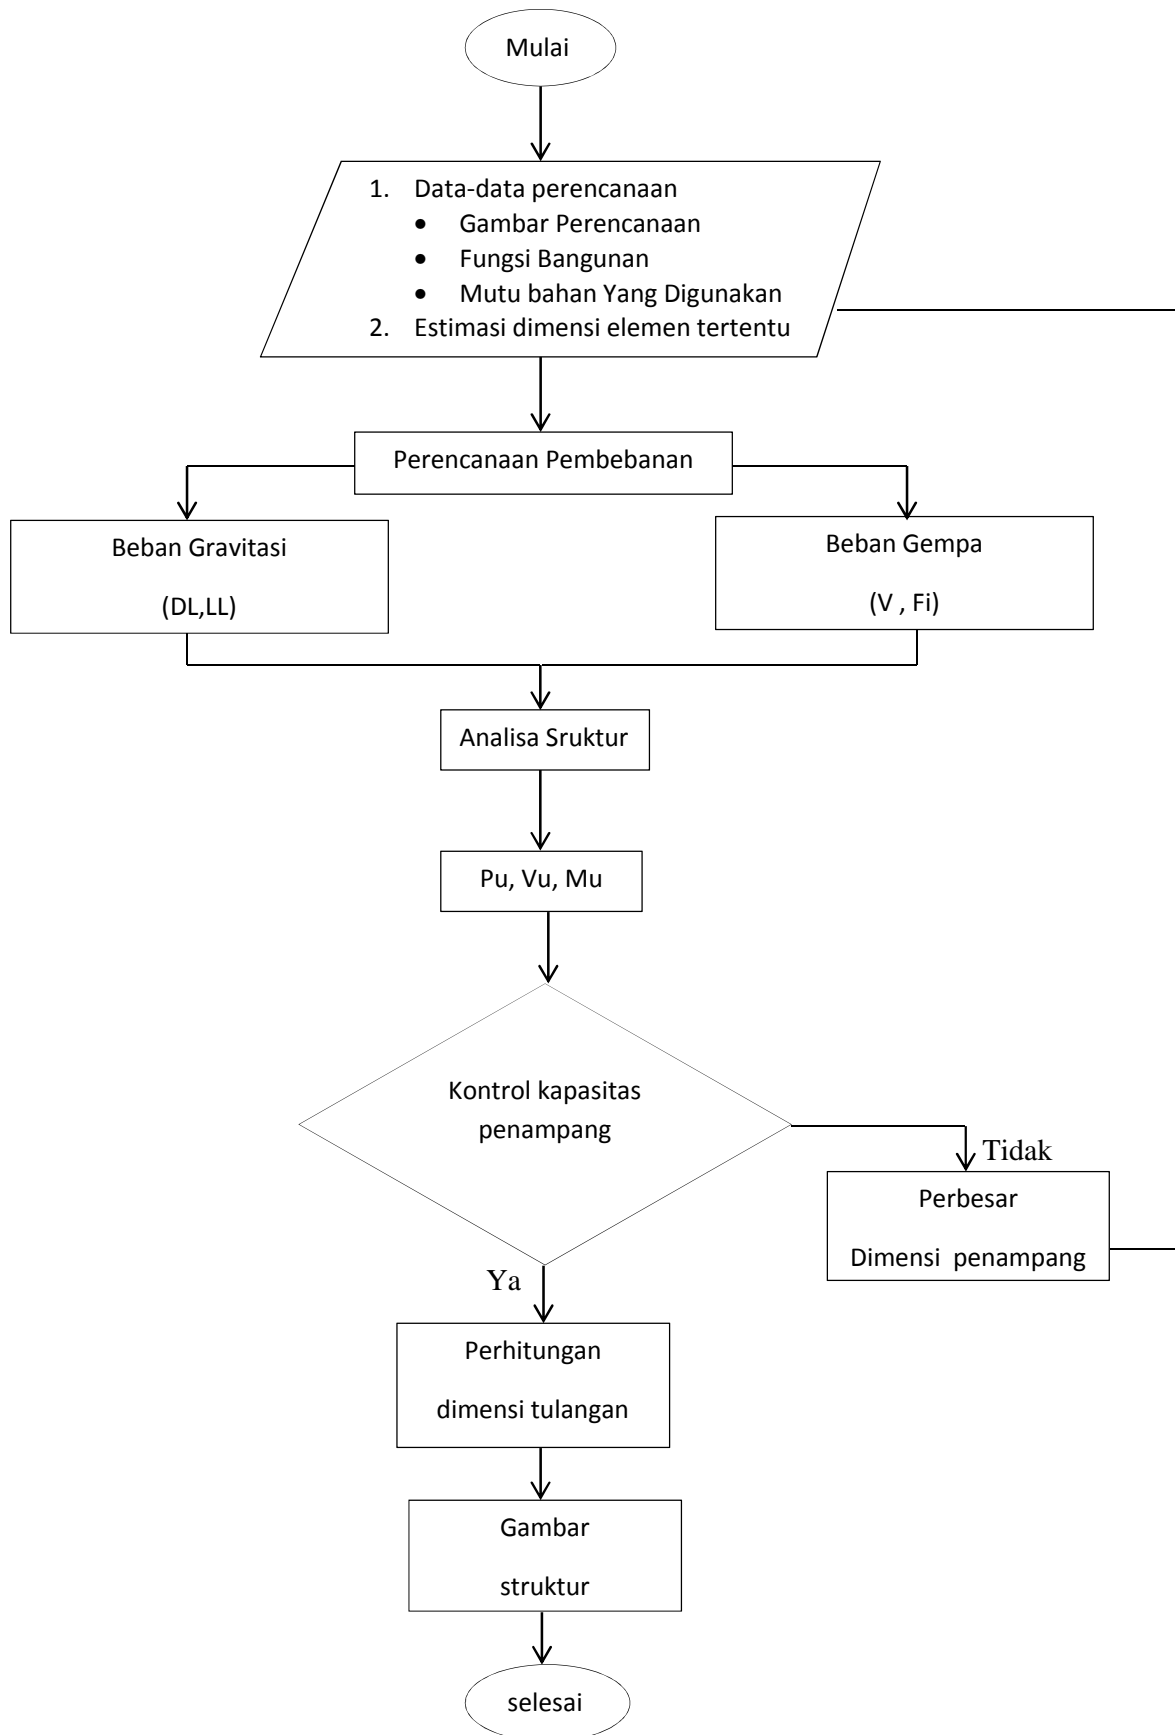 Mulai
1. Data-data perencanaan
• Gambar Perencanaan
• Fungsi Bangunan
• Mutu bahan Yang Digunakan
2. Estimasi dimensi elemen tertentu
Perencanaan Pembebanan
Beban Gravitasi
(DL,LL)
Beban Gempa
(V , Fi)
Analisa Sruktur
Pu, Vu, Mu
Kontrol kapasitas
penampang
Tidak
Perbesar
Dimensi penampang
Ya
Perhitungan
dimensi tulangan
Gambar
struktur
selesai